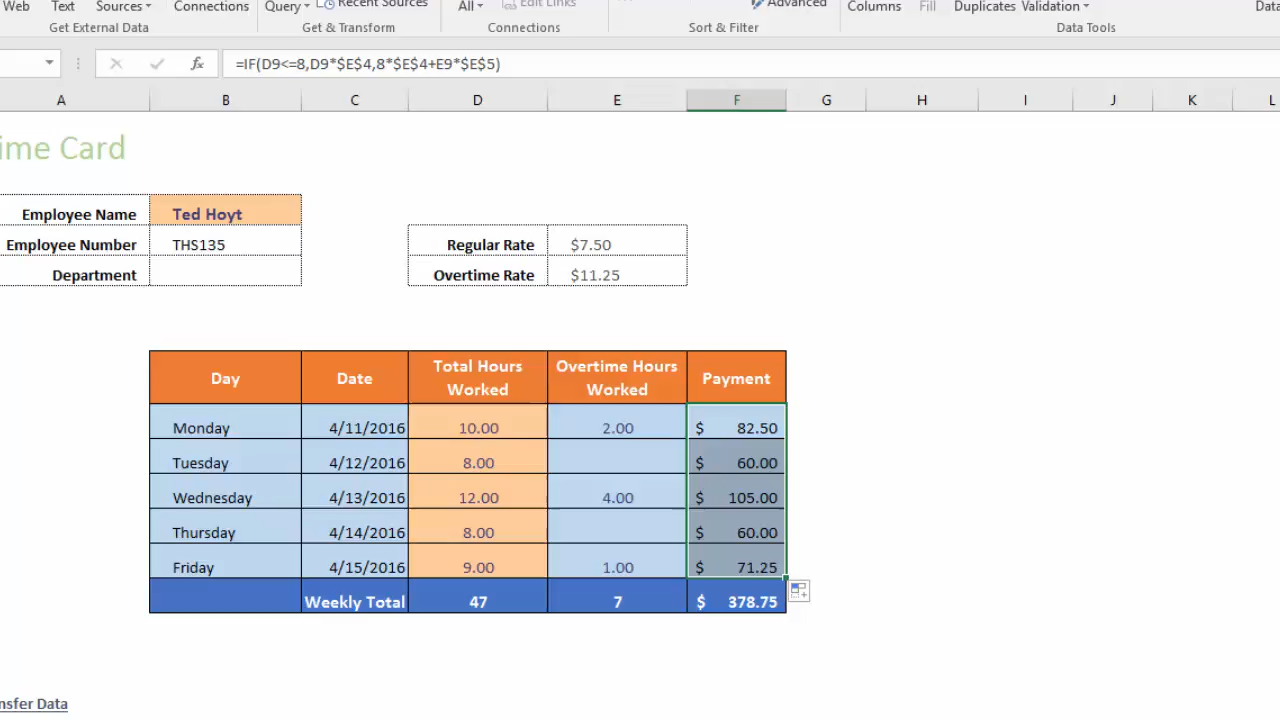 Web Text Sources Connections Query Recent Sources All Edit Links Advanced Columns Fill Duplicates Validation
Get External Data Get & Transform Connections Sort & Filter Data Tools
fx =IF(D9<=8,D9*$E$4,8*$E$4+E9*$E$5)
A B C D E F G H I J K L
ime Card
Employee Name Ted Hoyt
Employee Number THS135 Regular Rate $7.50
Department Overtime Rate $11.25
Day Date Total Hours Worked Overtime Hours Worked Payment
Monday 4/11/2016 10.00 2.00 $ 82.50
Tuesday 4/12/2016 8.00 $ 60.00
Wednesday 4/13/2016 12.00 4.00 $ 105.00
Thursday 4/14/2016 8.00 $ 60.00
Friday 4/15/2016 9.00 1.00 $ 71.25
Weekly Total 47 7 $ 378.75
nsfer Data